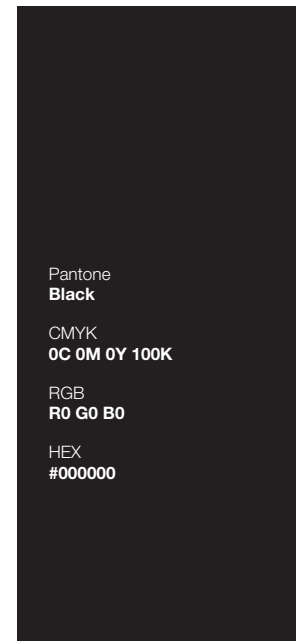 Pantone
Black
CMYK
0C 0M 0Y 100K
RGB
R0 G0 B0
HEX
#000000